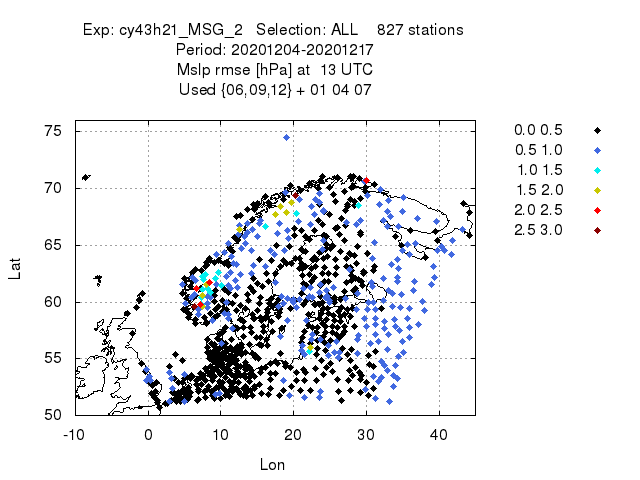 Exp: cy43h21_MSG_2   Selection: ALL    827 stations
Period: 20201204-20201217
Mslp rmse [hPa] at  13 UTC
Used {06,09,12} + 01 04 07
0.0 0.5
0.5 1.0
1.0 1.5
1.5 2.0
2.0 2.5
2.5 3.0
75
70
65
60
55
50
Lat
-10 0 10 20 30 40
Lon